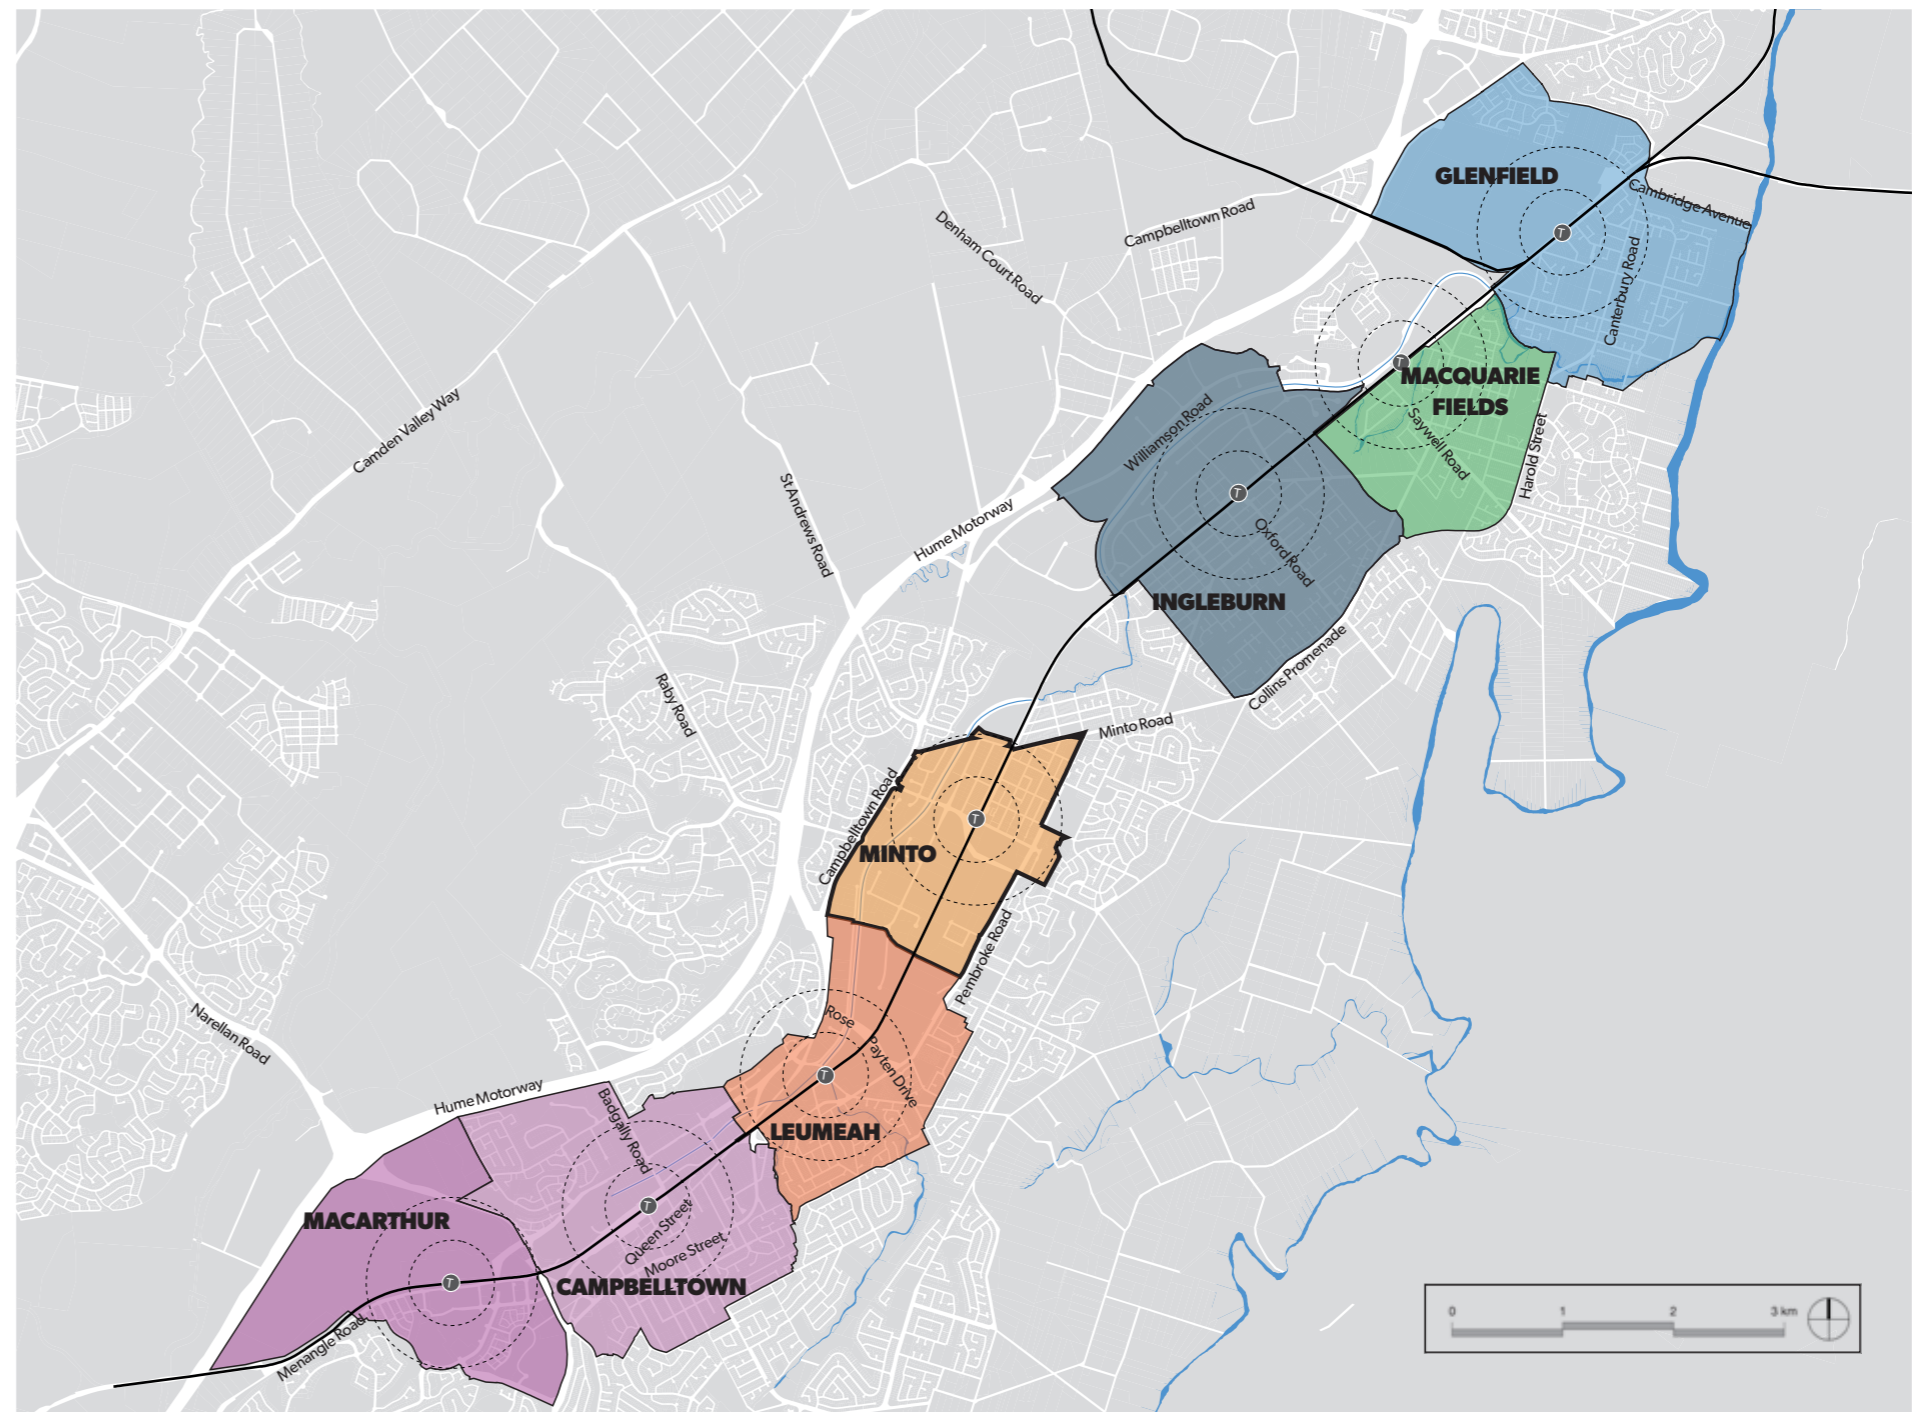 GLENFIELD
Cambridge Avenue
Canterbury Road
Campbelltown Road
Denham Court Road
T
T
MACQUARIE
FIELDS
Saywell Road
Harold Street
Williamson Road
T
Oxford Road
INGLEBURN
Collins Promenade
Camden Valley Way
St Andrews Road
Hume Motorway
Raby Road
Minto Road
Campbelltown Road
T
MINTO
Pembroke Road
Narellan Road
Rose
Payten Drive
T
LEUMEAH
Hume Motorway
Badgally Road
T
Queen Street
Moore Street
CAMPBELLTOWN
MACARTHUR
T
Menangle Road
0 1 2 3 km